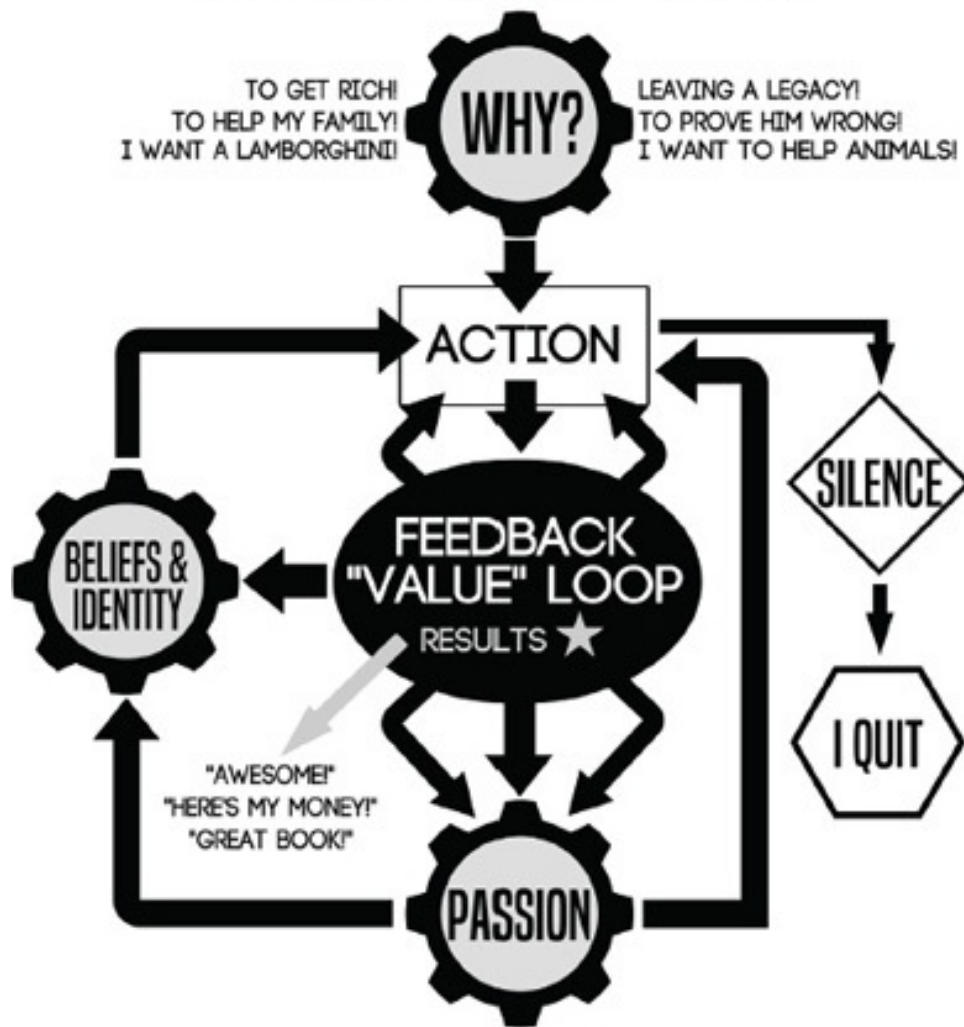 TO GET RICH!
TO HELP MY FAMILY!
I WANT A LAMBORGHINI!
WHY?
LEAVING A LEGACY!
TO PROVE HIM WRONG!
I WANT TO HELP ANIMALS!
ACTION
SILENCE
FEEDBACK
"VALUE" LOOP
RESULTS
BELIEFS &
IDENTITY
I QUIT
"AWESOME!"
"HERE'S MY MONEY!"
"GREAT BOOK!"
PASSION